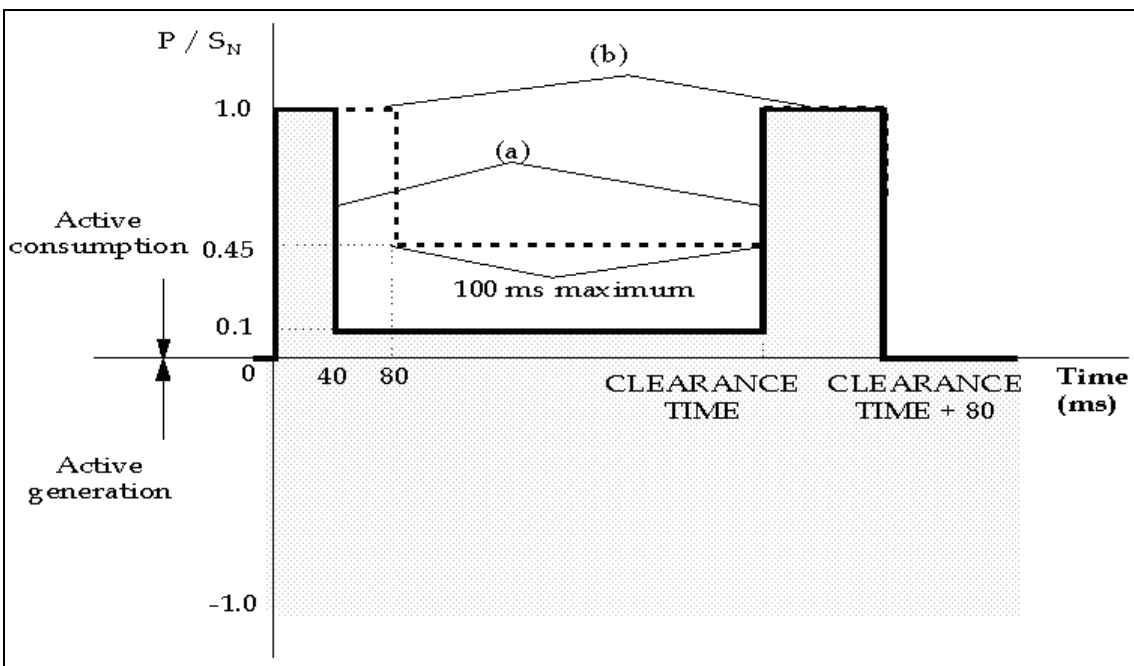 P / SN
(b)
1.0
(a)
Active
consumption
0.45
100 ms maximum
0.1
0
40
80
CLEARANCE
TIME
CLEARANCE
TIME + 80
Time
(ms)
Active
generation
-1.0